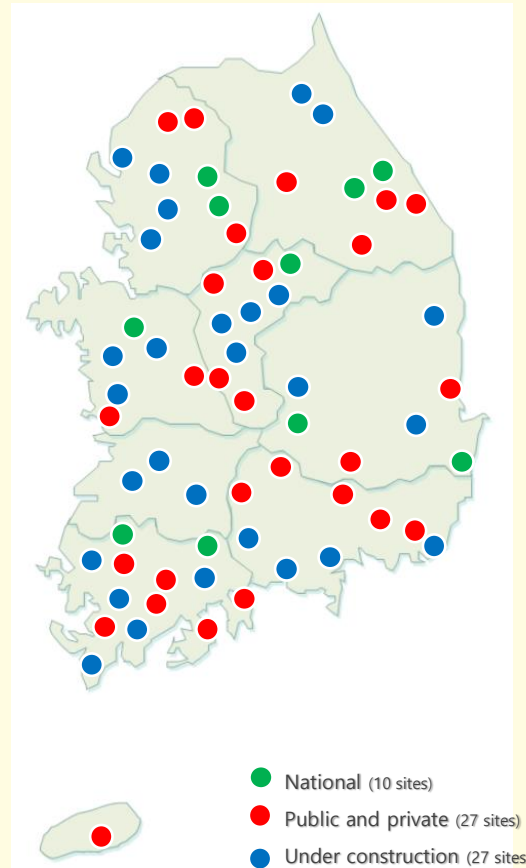 National (10 sites)
Public and private (27 sites)
Under construction (27 sites